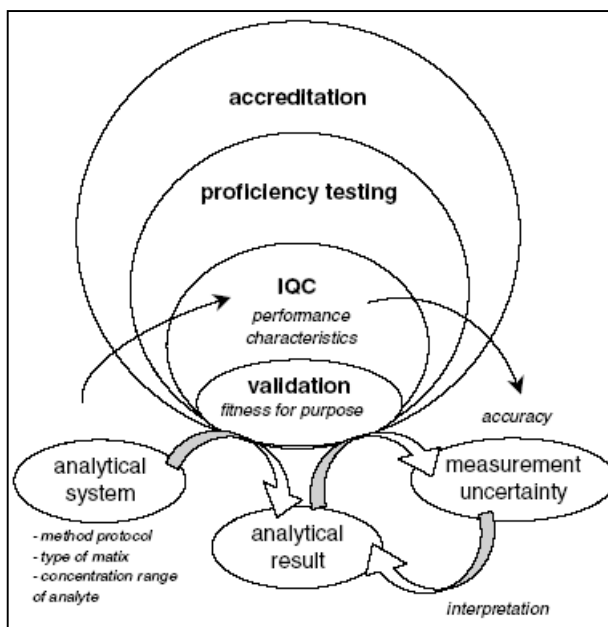 accreditation
proficiency testing
IQC
performance
characteristics
validation
fitness for purpose
accuracy
analytical
system
measurement
uncertainty
- method protocol
- type of matix
- concentration range
of analyte
analytical
result
interpretation